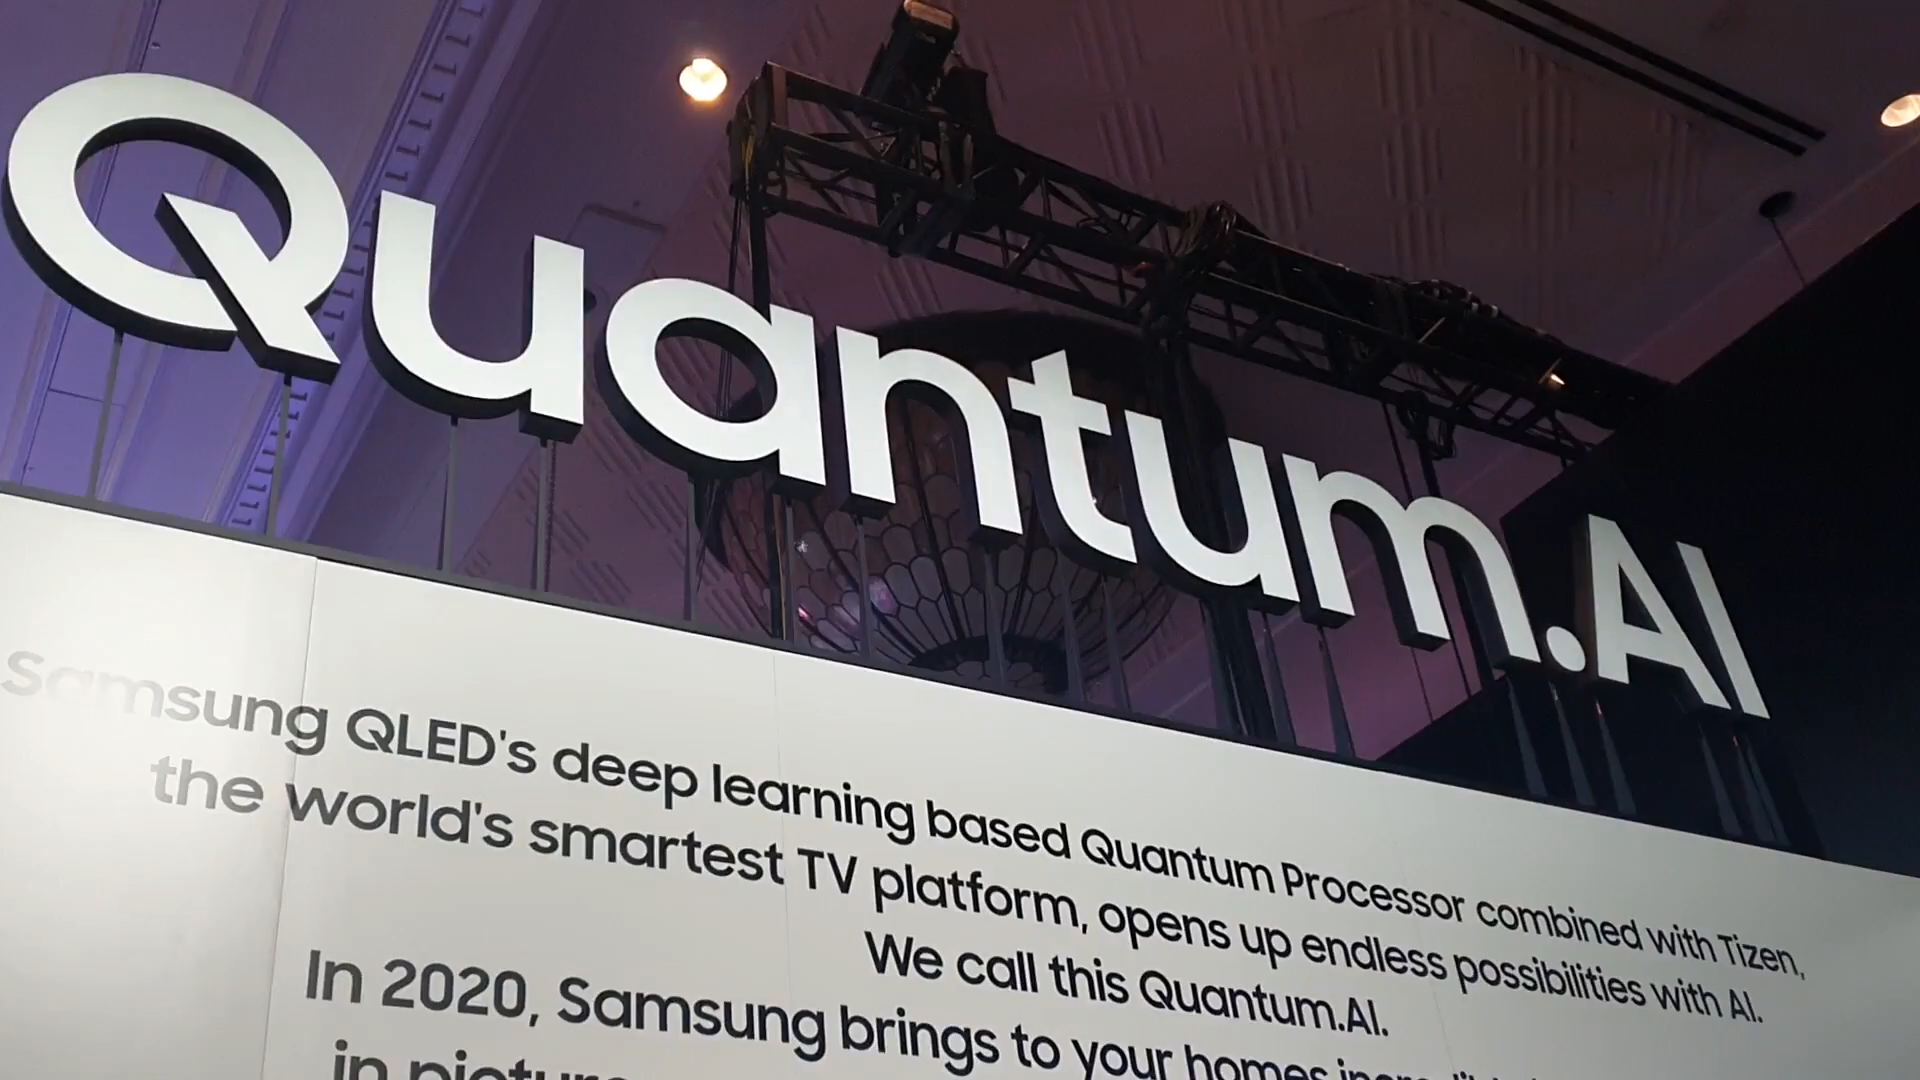 Quantum.AI
Samsung QLED's deep learning based Quantum Processor combined with Tizen,
the world's smartest TV platform, opens up endless possibilities with AI.
We call this Quantum.AI.
In 2020, Samsung brings to your homes
in